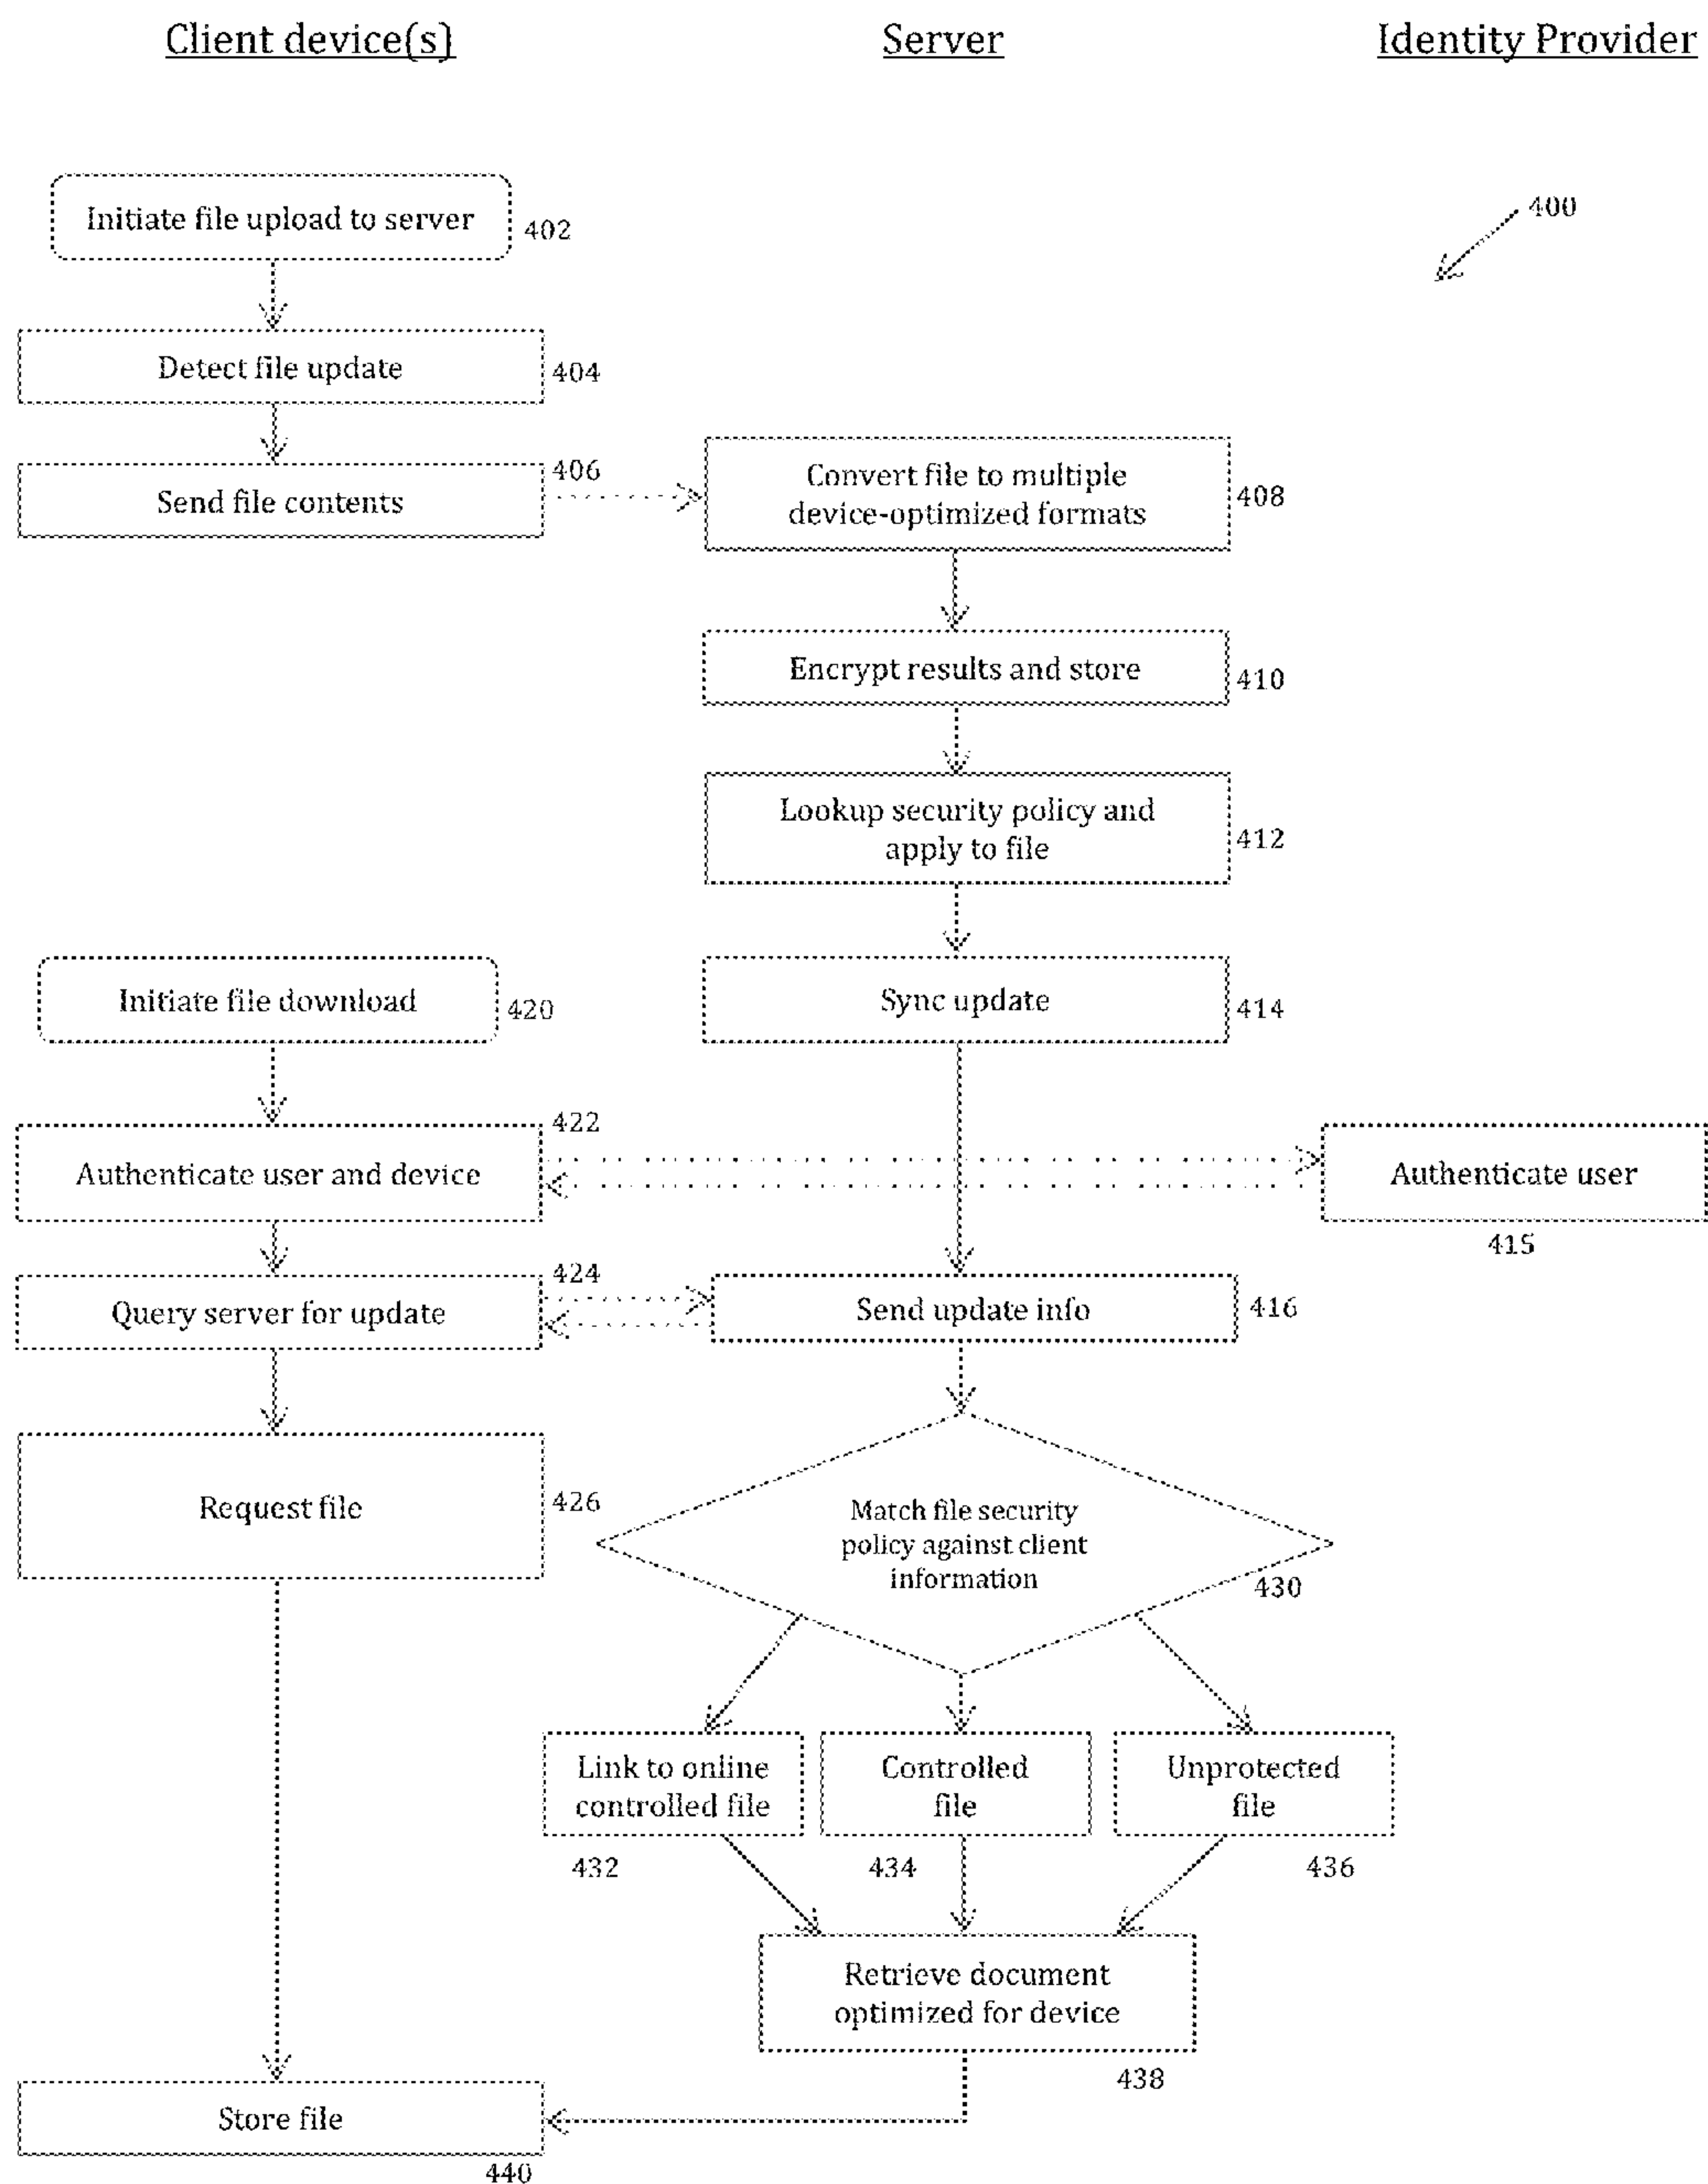 Client device(s)
Server
Identity Provider
400
Initiate file upload to server
402
Detect file update
404
Send file contents
406
Convert file to multiple
device-optimized formats
408
Encrypt results and store
410
Lookup security policy and
apply to file
412
Initiate file download
420
Sync update
414
Authenticate user and device
422
Authenticate user
415
Query server for update
424
Send update info
416
Request file
426
Match file security
policy against client
information
430
Link to online
controlled file
432
Controlled
file
434
Unprotected
file
436
Retrieve document
optimized for device
438
Store file
440